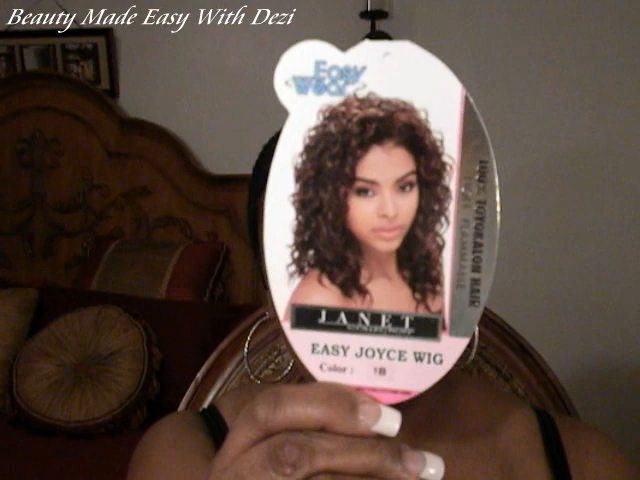 Beauty Made Easy With Dezi
Easy
Wear
JANET
EASY JOYCE WIG
Color : 1B
100% TOYOKALON HAIR